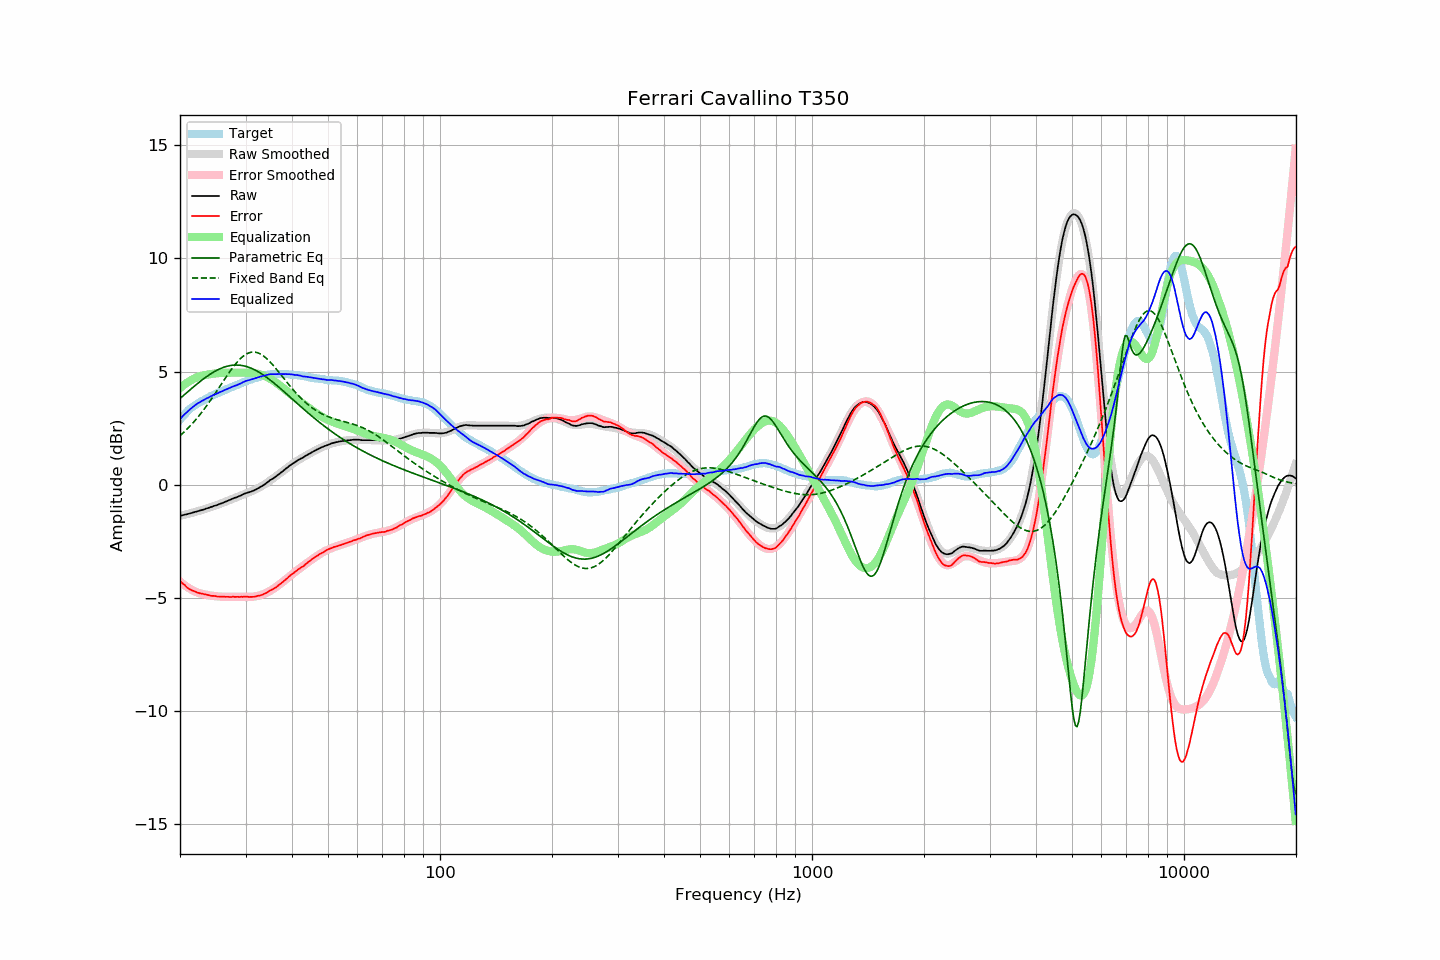 Ferrari Cavallino T350
Target
Raw Smoothed
Error Smoothed
Raw
Error
Equalization
Parametric Eq
Fixed Band Eq
Equalized
15
10
5
0
−5
−10
−15
Amplitude (dBr)
100
1000
10000
Frequency (Hz)